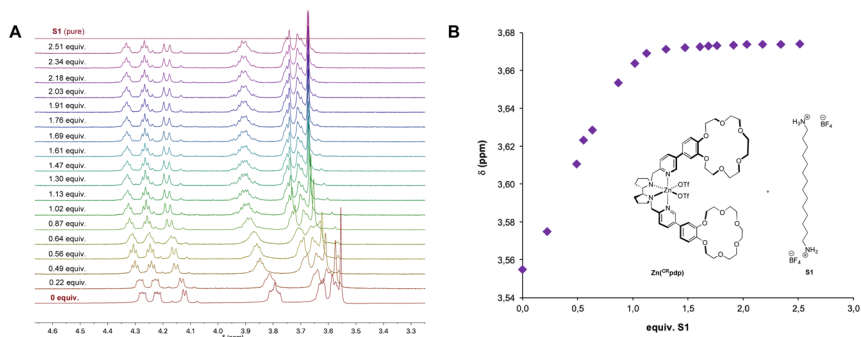 A
S1 (pure)
2.51 equiv.
2.34 equiv.
2.18 equiv.
2.03 equiv.
1.91 equiv.
1.76 equiv.
1.69 equiv.
1.61 equiv.
1.47 equiv.
1.30 equiv.
1.13 equiv.
1.02 equiv.
0.87 equiv.
0.64 equiv.
0.56 equiv.
0.49 equiv.
0.22 equiv.
0 equiv.
4.6 4.5 4.4 4.3 4.2 4.1 4.0 3.9 3.8 3.7 3.6 3.5 3.4 3.3
B
δ (ppm)
3,68
3,66
3,64
3,62
3,60
3,58
3,56
3,54
0,0 0,5 1,0 1,5 2,0 2,5 3,0
equiv. S1
O
O
O
O
O
O
N
N
Zn
OTf
OTf
N
N
O
O
O
O
O
O
Zn(CRpdp)
+
H3N
BF4
NH3
BF4
S1